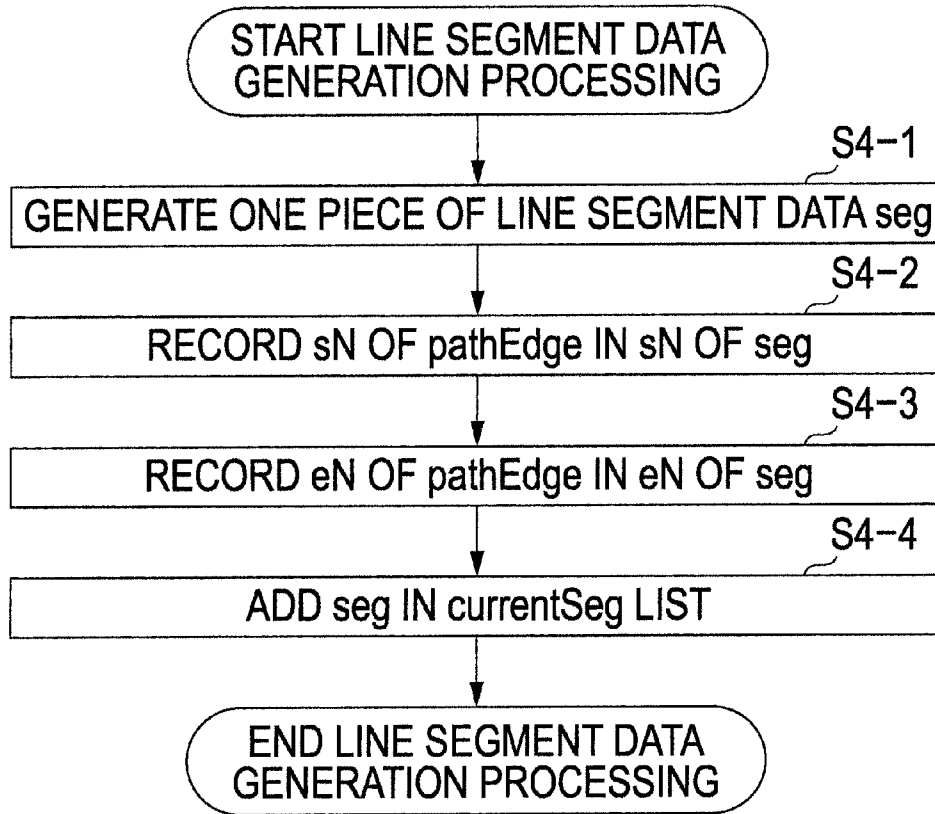 START LINE SEGMENT DATA
GENERATION PROCESSING
S4-1
GENERATE ONE PIECE OF LINE SEGMENT DATA seg
S4-2
RECORD sN OF pathEdge IN sN OF seg
S4-3
RECORD eN OF pathEdge IN eN OF seg
S4-4
ADD seg IN currentSeg LIST
END LINE SEGMENT DATA
GENERATION PROCESSING